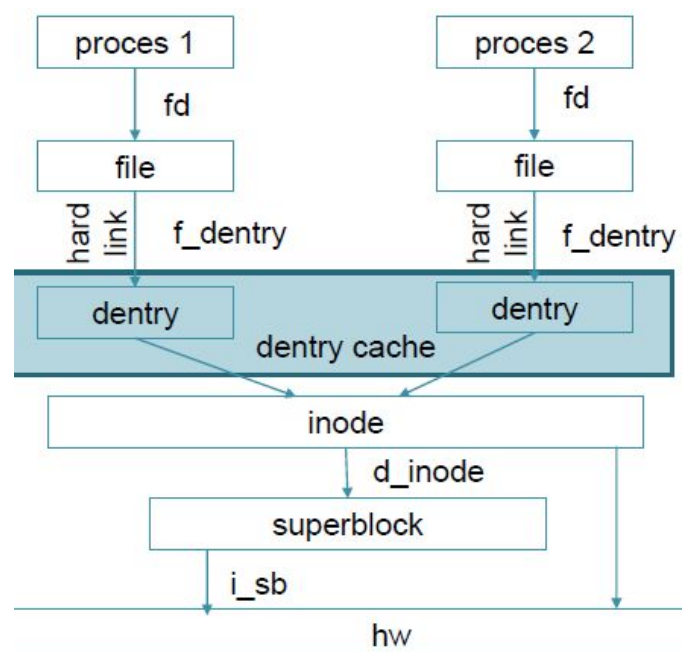 proces 1
proces 2
fd
fd
file
file
hard
link
f_dentry
hard
link
f_dentry
dentry
dentry
dentry cache
inode
d_inode
superblock
i_sb
hw